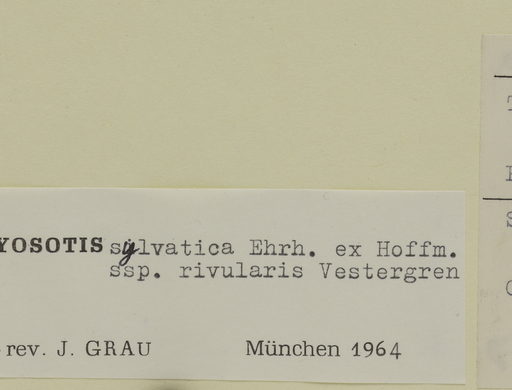 YOSOTIS sylvatica Ehrh. ex Hoffm.
ssp. rivularis Vestergren
rev. J. GRAU München 1964